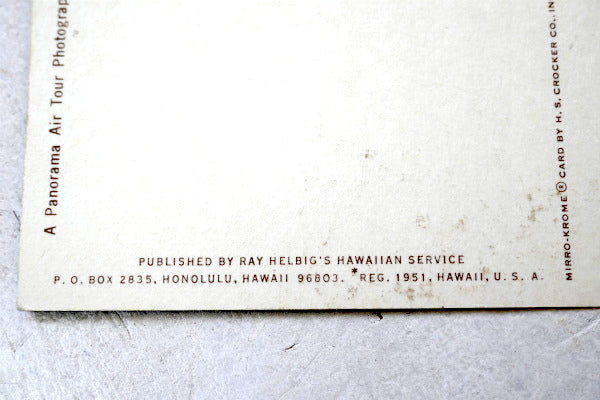 A Panorama Air Tour Photograp
PUBLISHED BY RAY HELBIG'S HAWAIIAN SERVICE
P. O. BOX 2835, HONOLULU, HAWAII 96803. *REG. 1951, HAWAII, U. S. A.
MIRRO-KROME® CARD BY H. S. CROCKER CO., IN